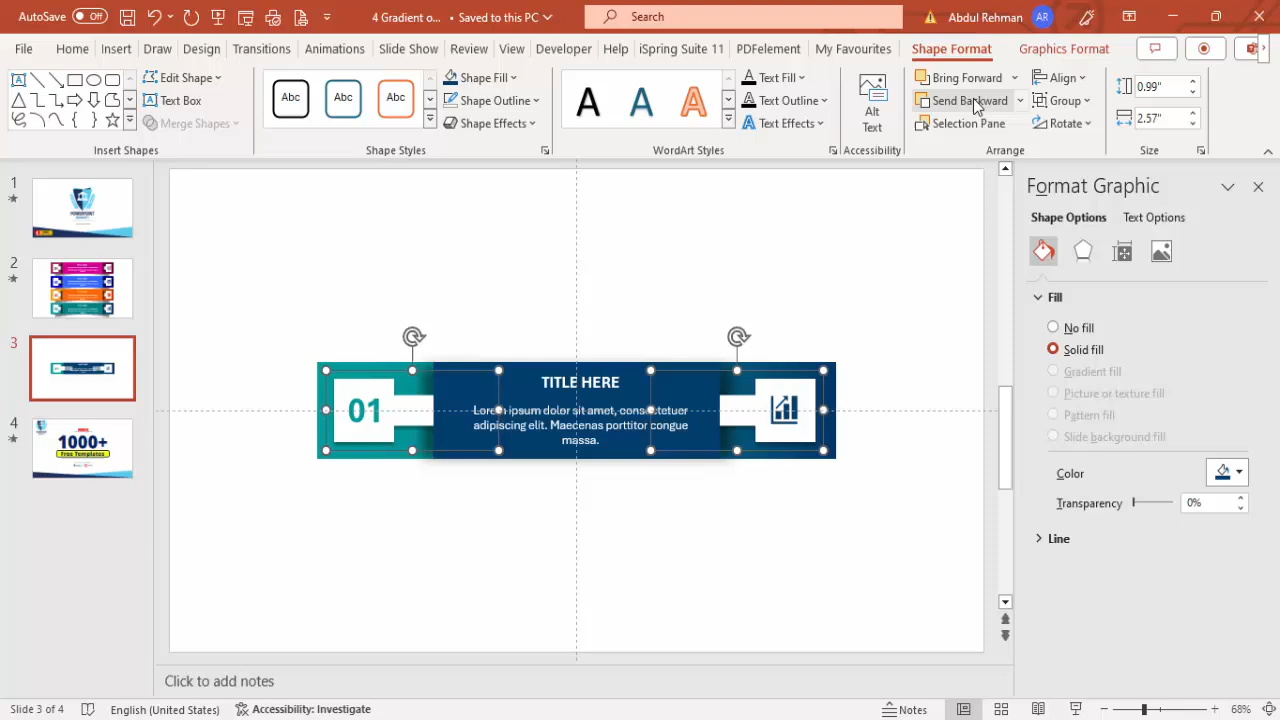 AutoSave Off 4 Gradient o... • Saved to this PC Search Abdul Rehman AR
File Home Insert Draw Design Transitions Animations Slide Show Review View Developer Help iSpring Suite 11 PDFelement My Favourites Shape Format Graphics Format
Edit Shape Shape Fill Text Fill Bring Forward Align 0.99"
Text Box Abc Abc Abc Shape Outline A A A Text Outline Alt Text Send Backward Group
Merge Shapes Shape Effects Text Effects Selection Pane Rotate 2.57"
Insert Shapes Shape Styles WordArt Styles Accessibility Arrange Size
1
2
3
4
1000+
Free Templates
TITLE HERE
01
Lorem ipsum dolor sit amet, consectetuer
adipiscing elit. Maecenas porttitor congue
massa.
Format Graphic
Shape Options Text Options
Fill
No fill
Solid fill
Gradient fill
Picture or texture fill
Pattern fill
Slide background fill
Color
Transparency 0%
Line
Click to add notes
Slide 3 of 4 English (United States) Accessibility: Investigate Notes 68%